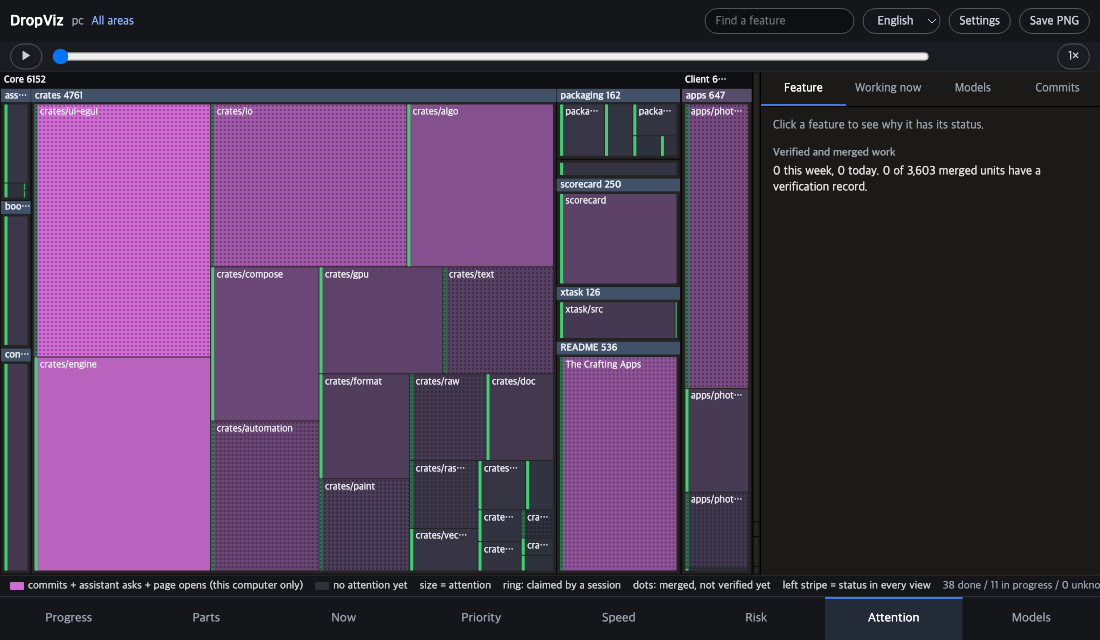 DropViz pc All areas
Find a feature
English
Settings
Save PNG
1×
Core 6152
Client 6···
ass···
crates 4761
packaging 162
apps 647
Feature
Working now
Models
Commits
crates/ui-egui
crates/io
crates/algo
packa···
packa···
apps/phot···
Click a feature to see why it has its status.
Verified and merged work
0 this week, 0 today. 0 of 3,603 merged units have a
verification record.
scorecard 250
scorecard
boo···
crates/compose
crates/gpu
crates/text
xtask 126
xtask/src
README 536
con···
crates/engine
The Crafting Apps
crates/format
crates/raw
crates/doc
apps/phot···
crates/automation
crates/ras···
crates···
crates/paint
apps/phot···
crate···
cra···
crates/vec···
crate···
cra···
commits + assistant asks + page opens (this computer only)
no attention yet
size = attention
ring: claimed by a session
dots: merged, not verified yet
left stripe = status in every view
38 done / 11 in progress / 0 unkno
Progress
Parts
Now
Priority
Speed
Risk
Attention
Models